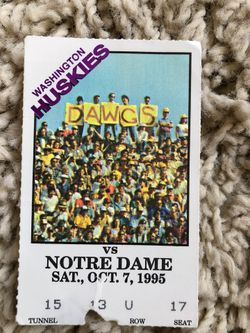 WASHINGTON
HUSKIES
DAWGS
VS
NOTRE DAME
SAT., OCT. 7, 1995
15 13 U 17
TUNNEL ROW SEAT